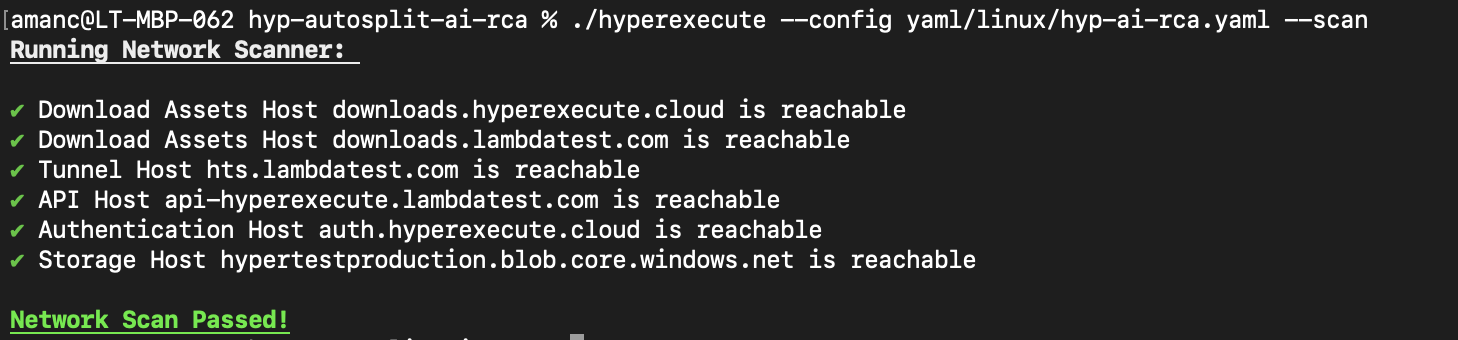 [amanc@LT-MBP-062 hyp-autosplit-ai-rca % ./hyperexecute --config yaml/linux/hyp-ai-rca.yaml --scan
Running Network Scanner:
✔ Download Assets Host downloads.hyperexecute.cloud is reachable
✔ Download Assets Host downloads.lambdatest.com is reachable
✔ Tunnel Host hts.lambdatest.com is reachable
✔ API Host api-hyperexecute.lambdatest.com is reachable
✔ Authentication Host auth.hyperexecute.cloud is reachable
✔ Storage Host hypertestproduction.blob.core.windows.net is reachable
Network Scan Passed!